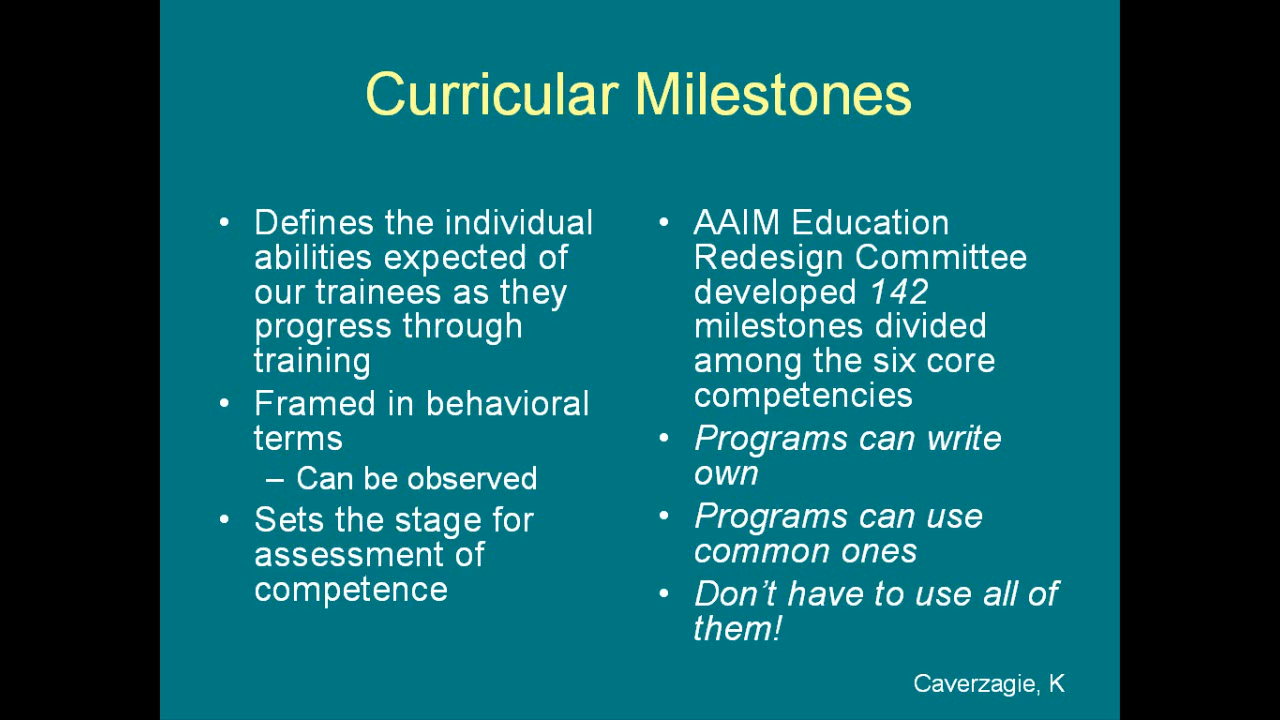 Curricular Milestones
• Defines the individual
abilities expected of
our trainees as they
progress through
training
• Framed in behavioral
terms
– Can be observed
• Sets the stage for
assessment of
competence
• AAIM Education
Redesign Committee
developed 142
milestones divided
among the six core
competencies
• Programs can write
own
• Programs can use
common ones
• Don’t have to use all of
them!
Caverzagie, K